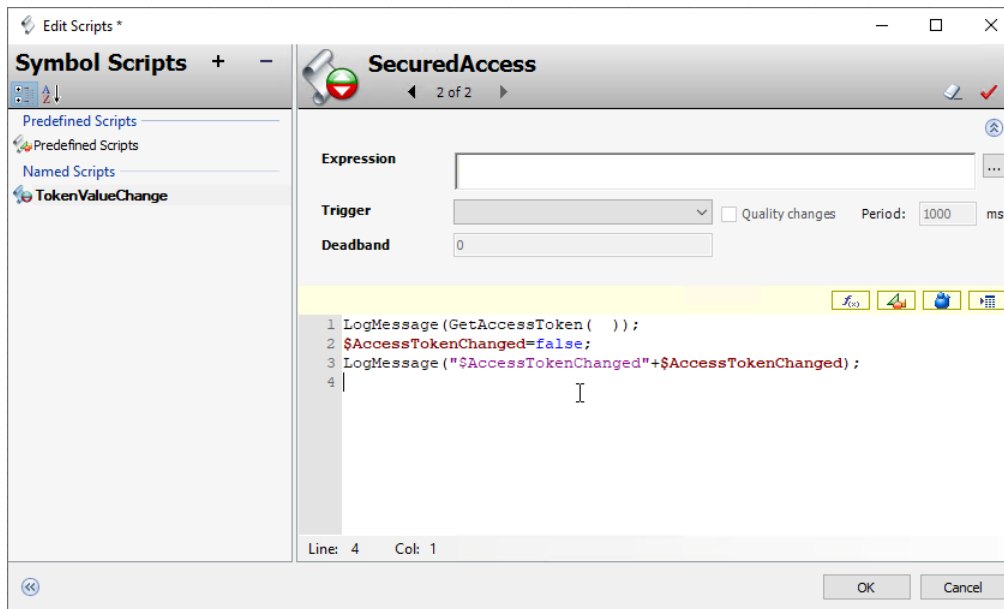 Edit Scripts *
Symbol Scripts + −
Predefined Scripts
Predefined Scripts
Named Scripts
TokenValueChange
SecuredAccess
2 of 2
Expression
...
Trigger
Quality changes Period: 1000 ms
Deadband 0
f(x)
1 LogMessage(GetAccessToken(  ));
2 $AccessTokenChanged=false;
3 LogMessage("$AccessTokenChanged"+$AccessTokenChanged);
4
Line: 4 Col: 1
OK Cancel